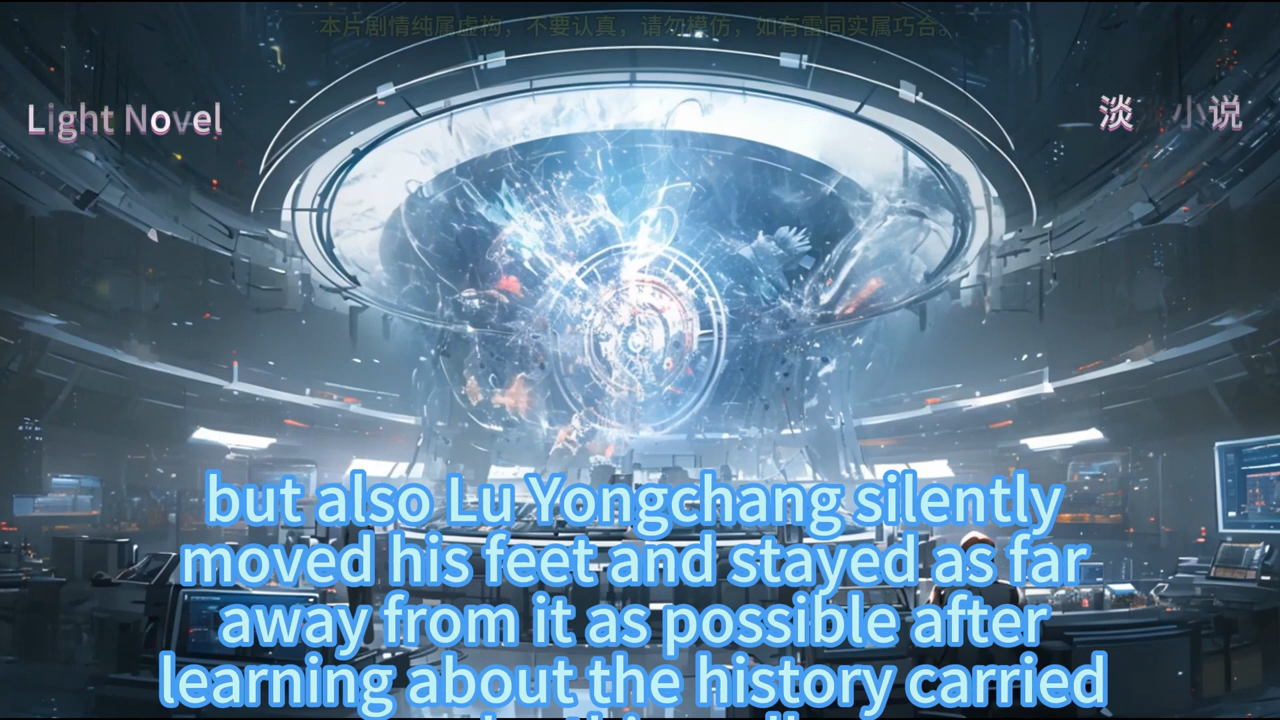 本片剧情纯属虚构，不要认真，请勿模仿，如有雷同实属巧合。
Light Novel
淡 小说
but also Lu Yongchang silently
moved his feet and stayed as far
away from it as possible after
learning about the history carried